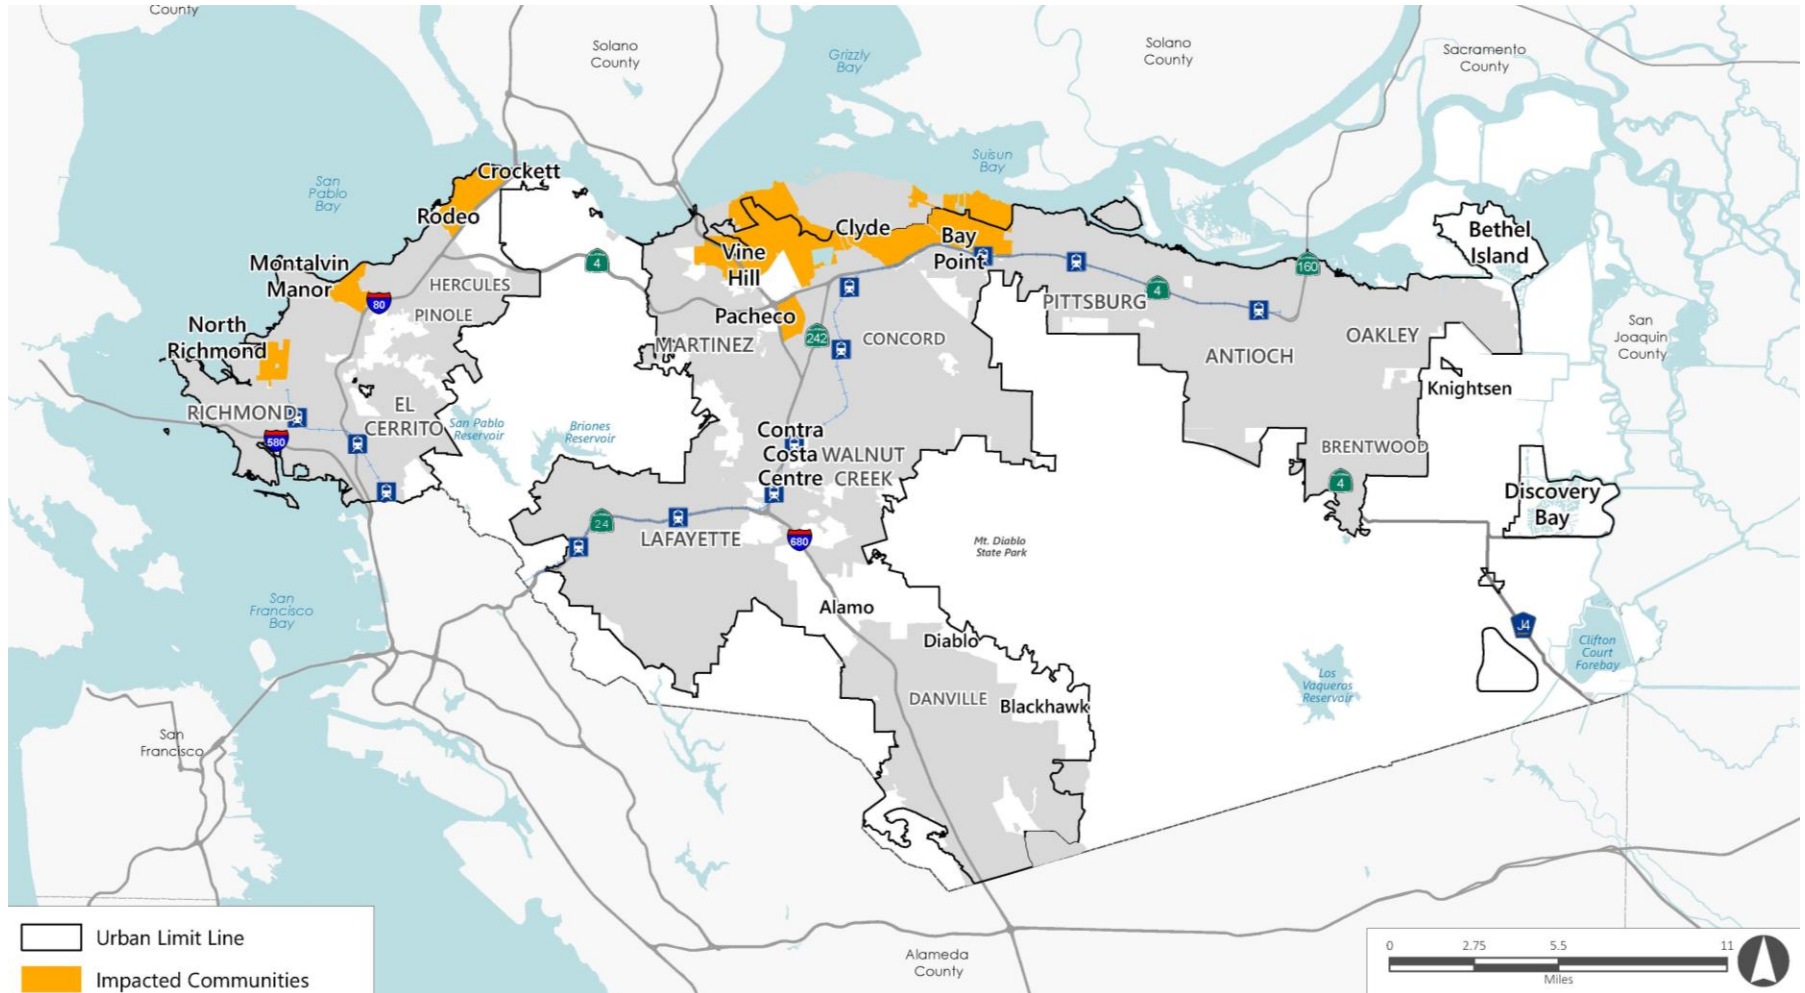 County
Solano
County
Grizzly
Bay
Solano
County
Sacramento
County
San
Pablo
Bay
Crockett
Suisun
Bay
Rodeo
Clyde
Bay
Point
Vine
Hill
Bethel
Island
Montalvin
Manor
4
160
80
HERCULES
PINOLE
4
PITTSBURG
North
Richmond
Pacheco
242
MARTINEZ
CONCORD
ANTIOCH
OAKLEY
San
Joaquin
County
Knightsen
RICHMOND
580
EL
CERRITO
San Pablo
Reservoir
Briones
Reservoir
Contra
Costa
Centre
WALNUT
CREEK
BRENTWOOD
4
Discovery
Bay
24
LAFAYETTE
680
Mt. Diablo
State Park
San
Francisco
Bay
Alamo
Diablo
J4
Clifton
Court
Forebay
Los
Vaqueros
Reservoir
DANVILLE
Blackhawk
San
Francisco
Alameda
County
Urban Limit Line
Impacted Communities
0 2.75 5.5 11
Miles